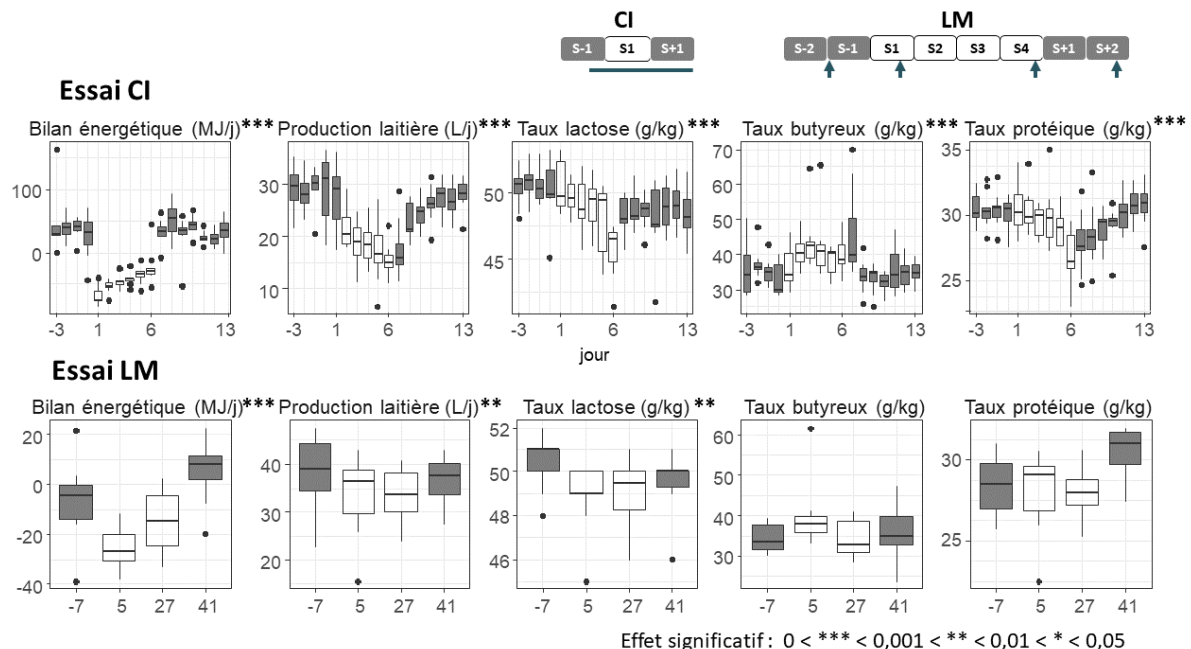 CI LM
S-1 S1 S+1 S-2 S-1 S1 S2 S3 S4 S+1 S+2
Essai CI
Bilan énergétique (MJ/j)*** Production laitière (L/j)*** Taux lactose (g/kg)*** Taux butyreux (g/kg)*** Taux protéique (g/kg)***
100
0
-3 1 6 13
30
20
10
-3 1 6 13
50
45
-3 1 6 13
70
60
50
40
30
-3 1 6 13
35
30
25
-3 1 6 13
jour
Essai LM
Bilan énergétique (MJ/j)*** Production laitière (L/j)** Taux lactose (g/kg)** Taux butyreux (g/kg) Taux protéique (g/kg)
20
0
-20
-40
-7 5 27 41
40
30
20
-7 5 27 41
52
50
48
46
-7 5 27 41
60
50
40
30
-7 5 27 41
30
25
-7 5 27 41
Effet significatif : 0 < *** < 0,001 < ** < 0,01 < * < 0,05